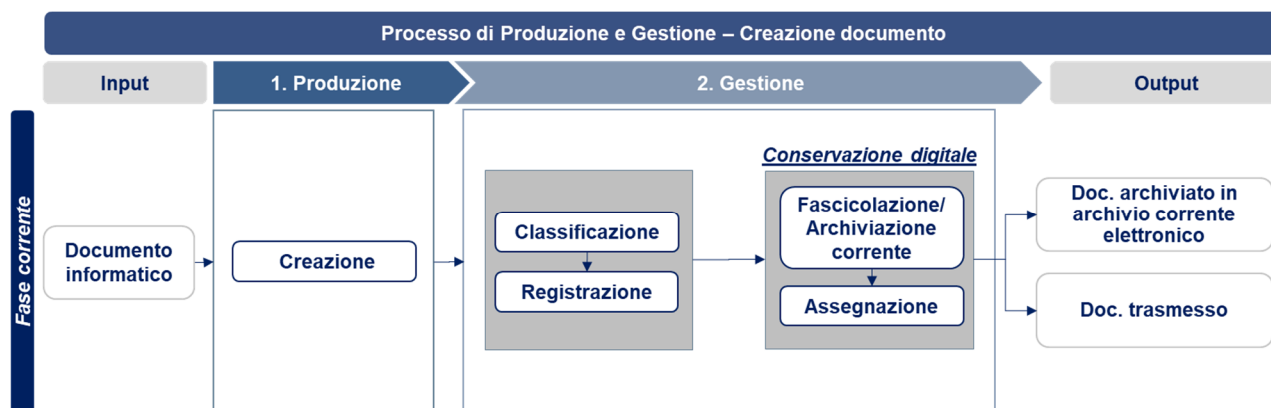 Processo di Produzione e Gestione – Creazione documento
Input
1. Produzione
2. Gestione
Output
Fase corrente
Documento
informatico
Creazione
Classificazione
Registrazione
Conservazione digitale
Fascicolazione/
Archiviazione
corrente
Assegnazione
Doc. archiviato in
archivio corrente
elettronico
Doc. trasmesso